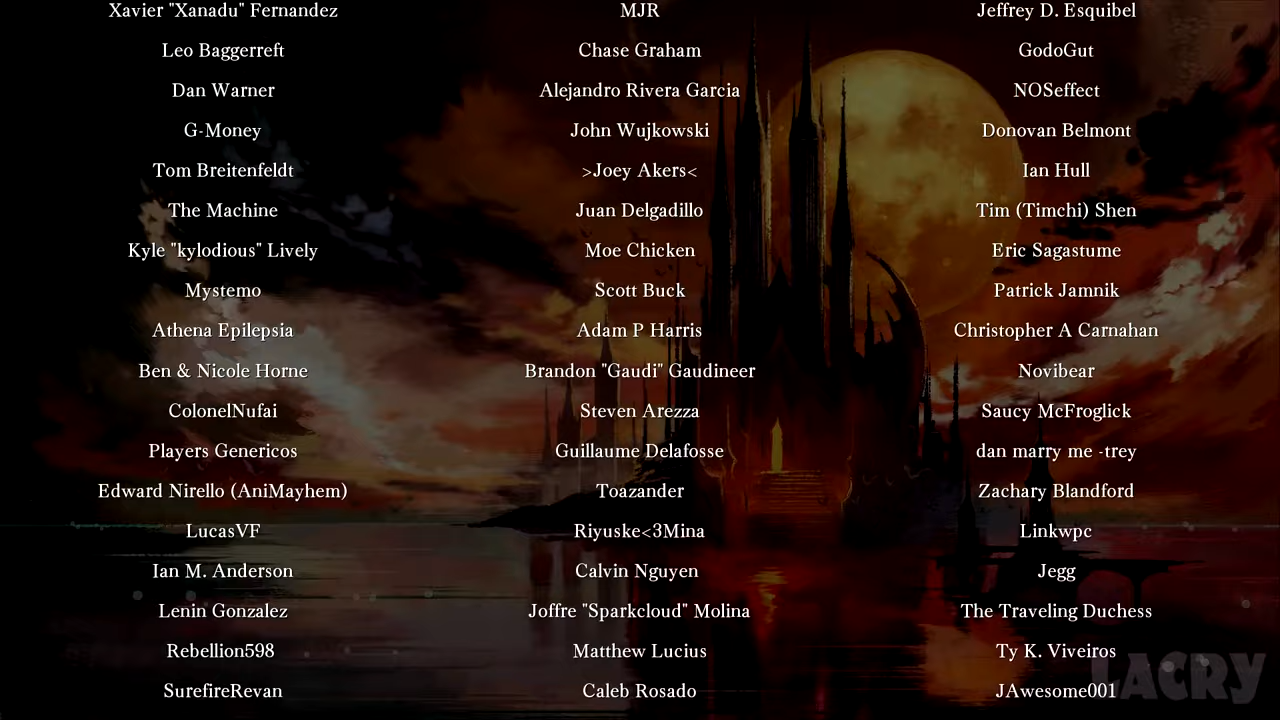 Xavier "Xanadu" Fernandez MJR Jeffrey D. Esquibel
Leo Baggerreft Chase Graham GodoGut
Dan Warner Alejandro Rivera Garcia NOSeffect
G-Money John Wujkowski Donovan Belmont
Tom Breitenfeldt >Joey Akers< Ian Hull
The Machine Juan Delgadillo Tim (Timchi) Shen
Kyle "kylodious" Lively Moe Chicken Eric Sagastume
Mystemo Scott Buck Patrick Jamnik
Athena Epilepsia Adam P Harris Christopher A Carnahan
Ben & Nicole Horne Brandon "Gaudi" Gaudineer Novibear
ColonelNufai Steven Arezza Saucy McFroglick
Players Genericos Guillaume Delafosse dan marry me -trey
Edward Nirello (AniMayhem) Toazander Zachary Blandford
LucasVF Riyuske<3Mina Linkwpc
Ian M. Anderson Calvin Nguyen Jegg
Lenin Gonzalez Joffre "Sparkcloud" Molina The Traveling Duchess
Rebellion598 Matthew Lucius Ty K. Viveiros
SurefireRevan Caleb Rosado JAwesome001
LACRY